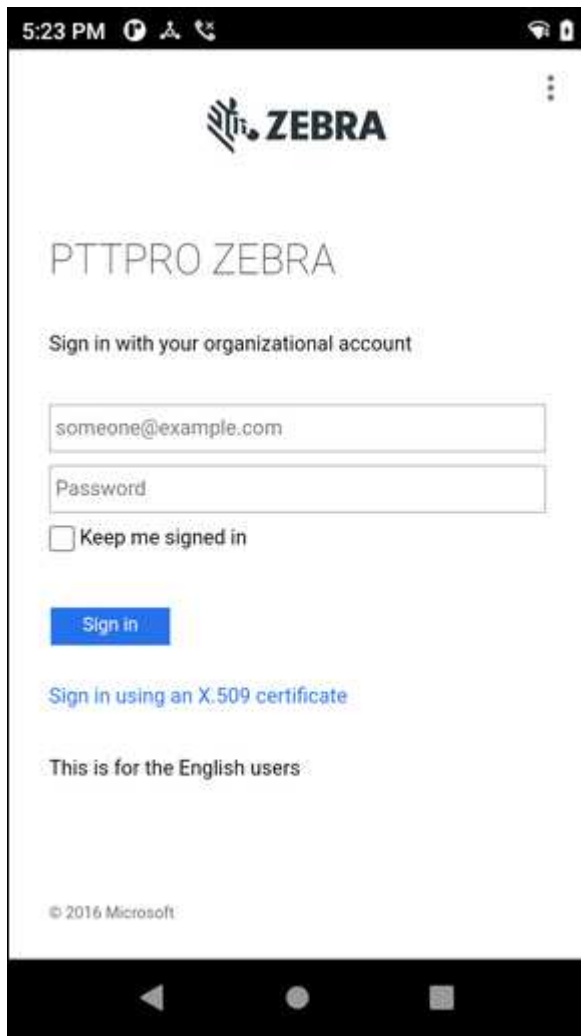 5:23 PM
ZEBRA
PTTPRO ZEBRA
Sign in with your organizational account
someone@example.com
Password
Keep me signed in
Sign in
Sign in using an X.509 certificate
This is for the English users
© 2016 Microsoft